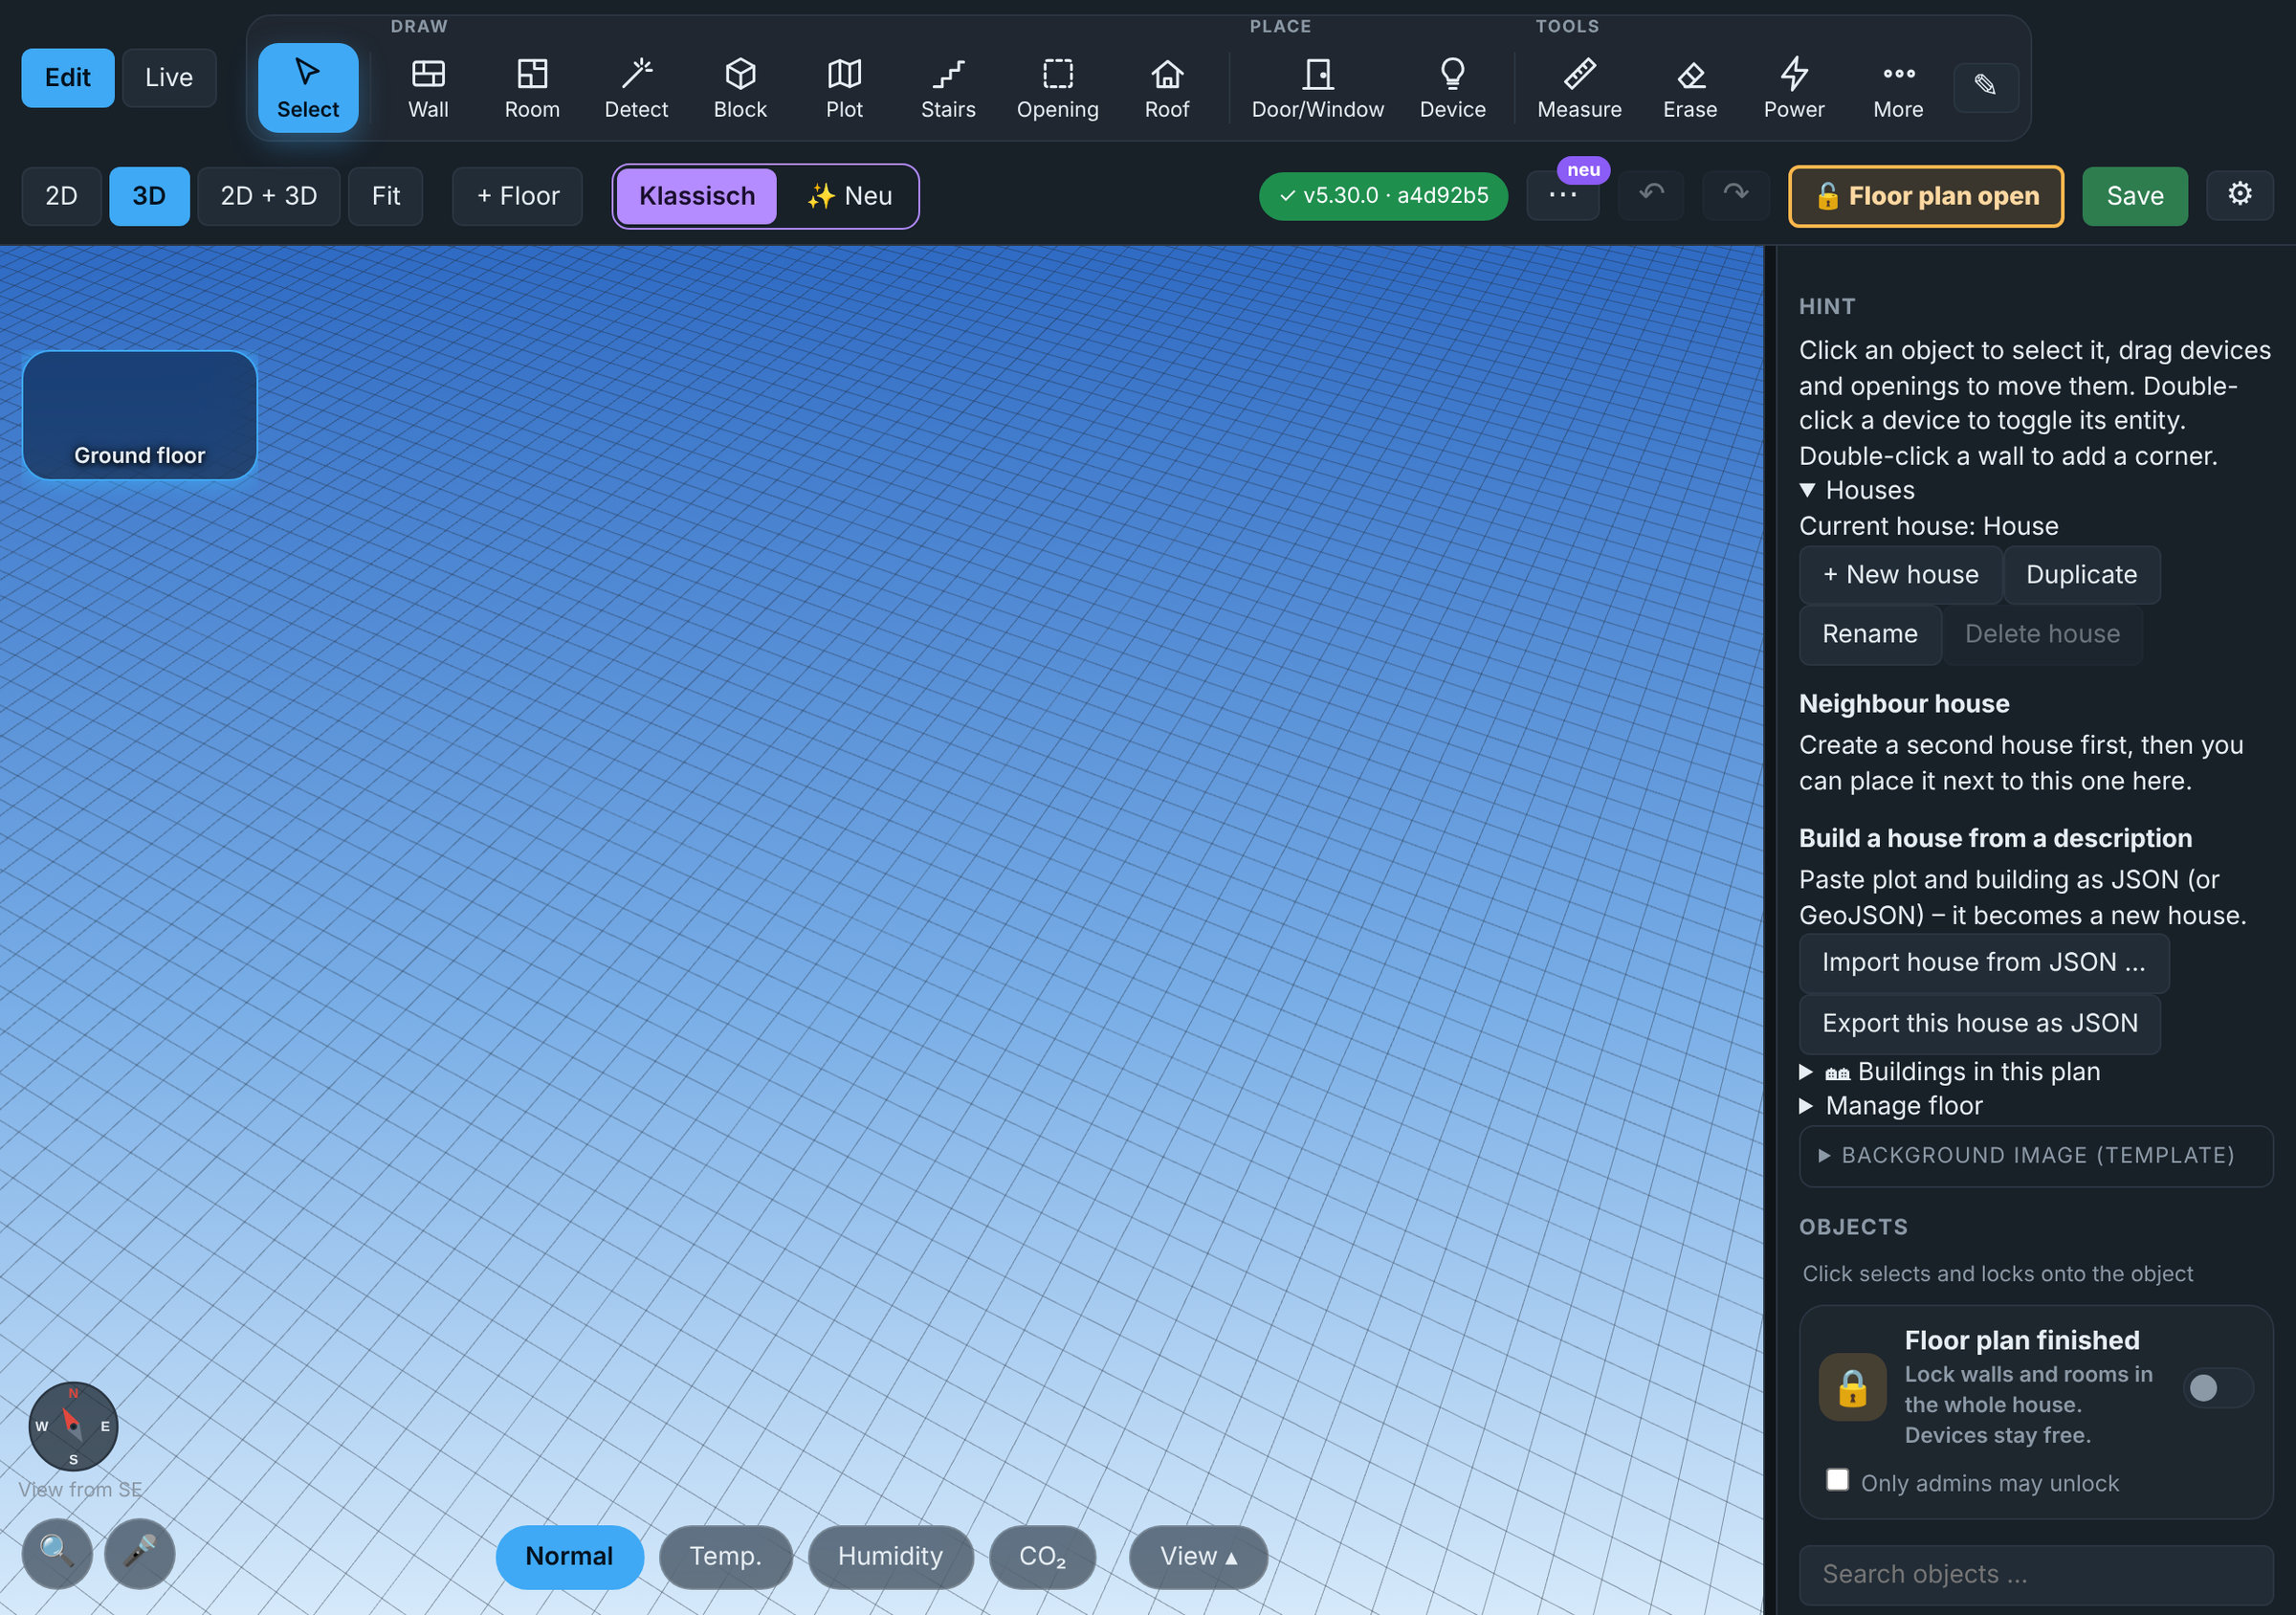 DRAW
PLACE
TOOLS
Edit
Live
Select
Wall
Room
Detect
Block
Plot
Stairs
Opening
Roof
Door/Window
Device
Measure
Erase
Power
More
2D
3D
2D + 3D
Fit
+ Floor
Klassisch
✨ Neu
✓ v5.30.0 · a4d92b5
⋯
neu
↶
↷
🔓 Floor plan open
Save
Ground floor
N
W
E
S
View from SE
Normal
Temp.
Humidity
CO₂
View ▴
HINT
Click an object to select it, drag devices
and openings to move them. Double-
click a device to toggle its entity.
Double-click a wall to add a corner.
▼ Houses
Current house: House
+ New house
Duplicate
Rename
Delete house
Neighbour house
Create a second house first, then you
can place it next to this one here.
Build a house from a description
Paste plot and building as JSON (or
GeoJSON) – it becomes a new house.
Import house from JSON …
Export this house as JSON
▶ 🏘 Buildings in this plan
▶ Manage floor
▶ BACKGROUND IMAGE (TEMPLATE)
OBJECTS
Click selects and locks onto the object
Floor plan finished
Lock walls and rooms in
the whole house.
Devices stay free.
Only admins may unlock
Search objects …